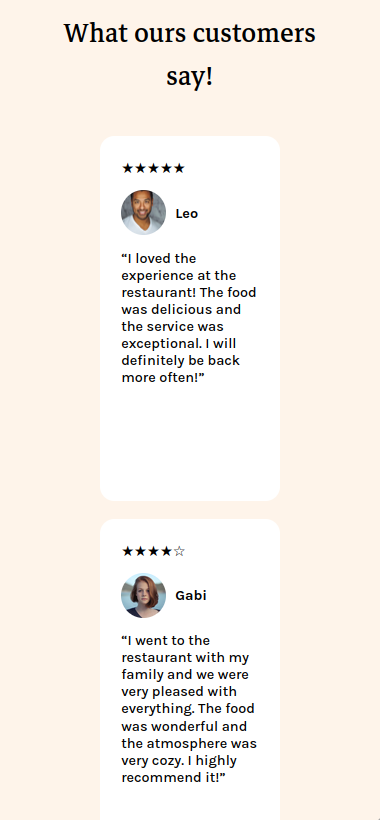 What ours customers
say!
★★★★★
Leo
“I loved the
experience at the
restaurant! The food
was delicious and
the service was
exceptional. I will
definitely be back
more often!”
★★★★☆
Gabi
“I went to the
restaurant with my
family and we were
very pleased with
everything. The food
was wonderful and
the atmosphere was
very cozy. I highly
recommend it!”